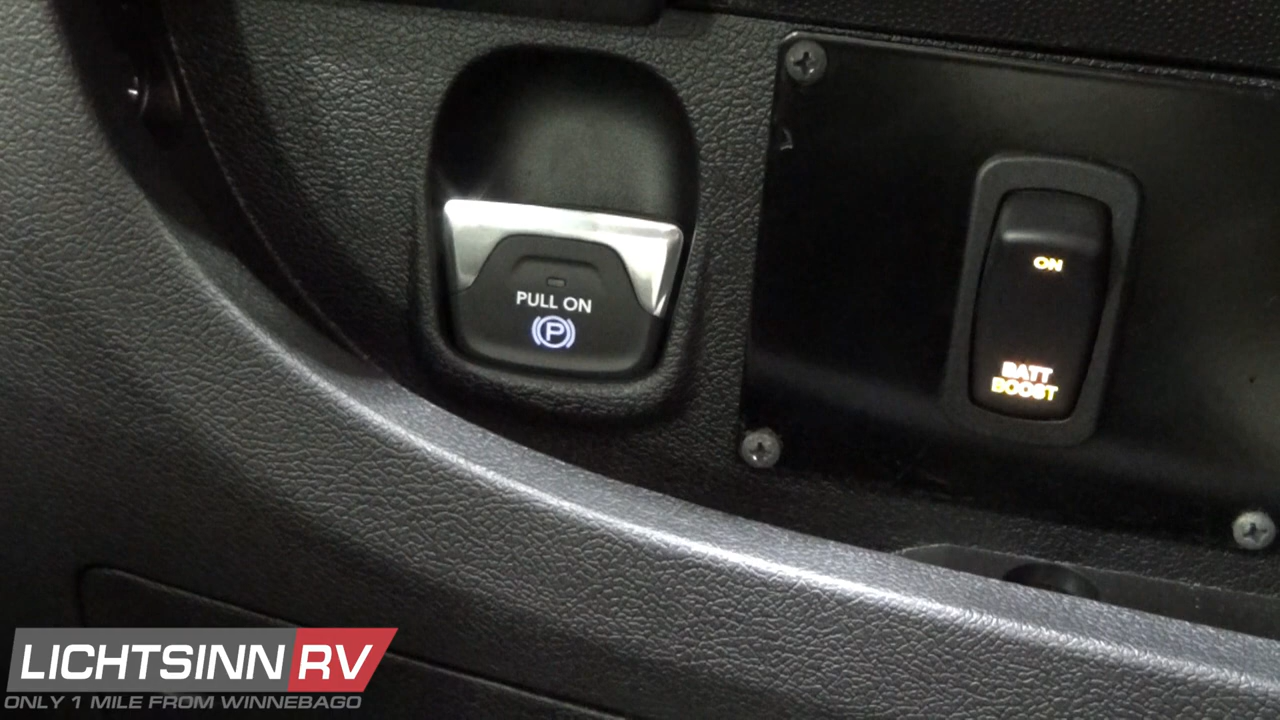 PULL ON
P
ON
BATT
BOOST
LICHTSINN RV
ONLY 1 MILE FROM WINNEBAGO